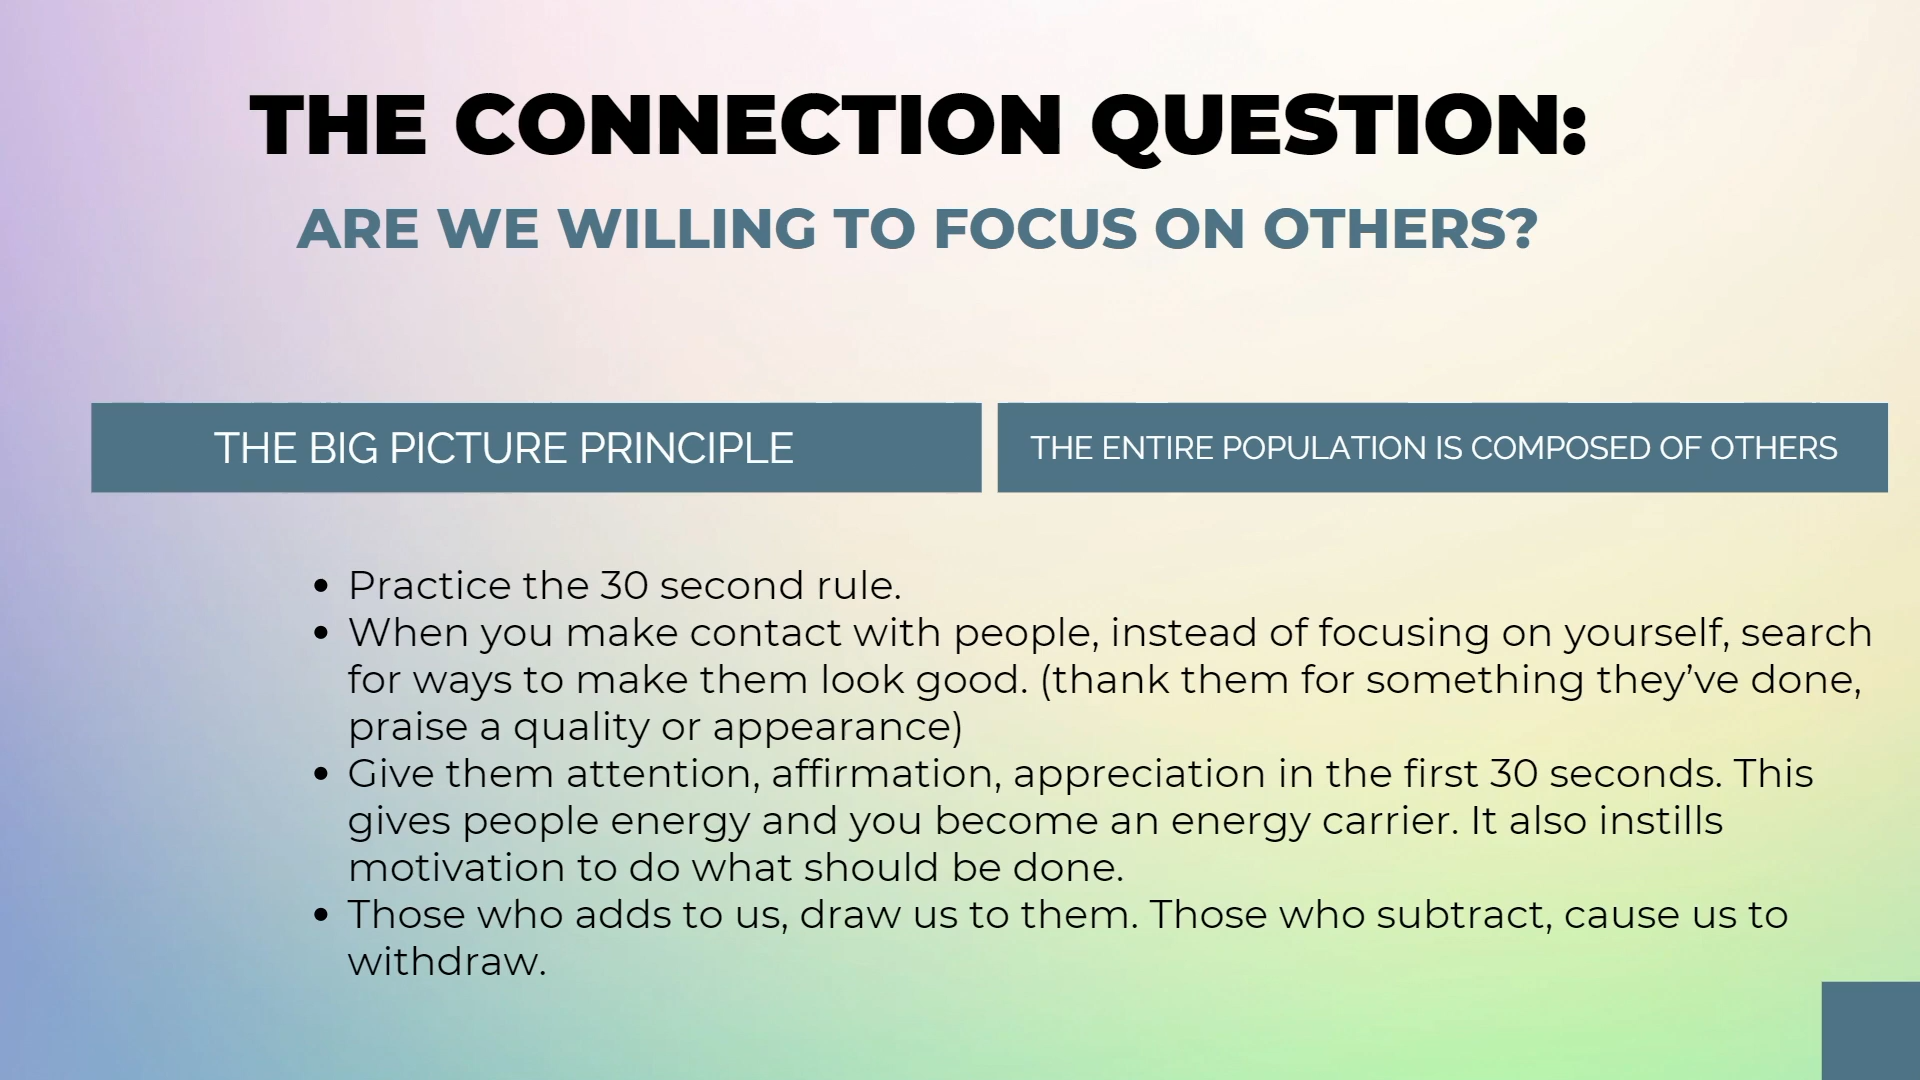 THE CONNECTION QUESTION:
ARE WE WILLING TO FOCUS ON OTHERS?
THE BIG PICTURE PRINCIPLE
THE ENTIRE POPULATION IS COMPOSED OF OTHERS
• Practice the 30 second rule.
• When you make contact with people, instead of focusing on yourself, search
for ways to make them look good. (thank them for something they’ve done,
praise a quality or appearance)
• Give them attention, affirmation, appreciation in the first 30 seconds. This
gives people energy and you become an energy carrier. It also instills
motivation to do what should be done.
• Those who adds to us, draw us to them. Those who subtract, cause us to
withdraw.